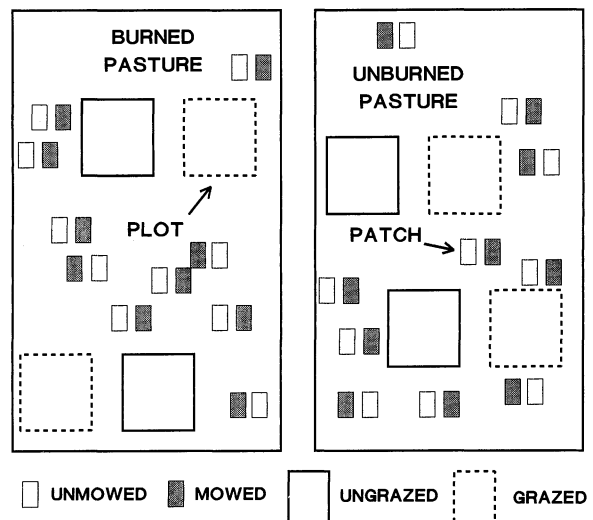 BURNED
PASTURE
PLOT
UNBURNED
PASTURE
PATCH
UNMOWED
MOWED
UNGRAZED
GRAZED